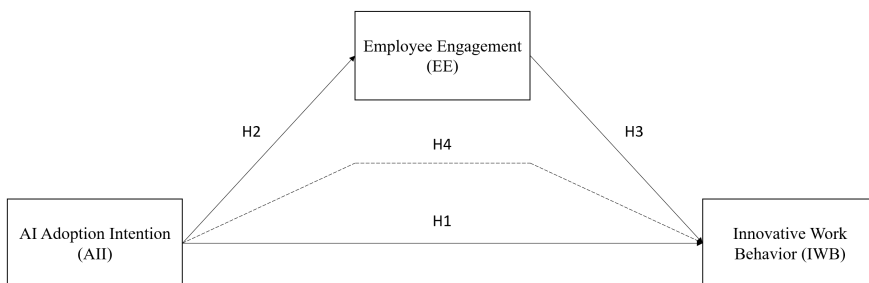 Employee Engagement
(EE)
H2
H3
H4
AI Adoption Intention
(AII)
H1
Innovative Work
Behavior (IWB)